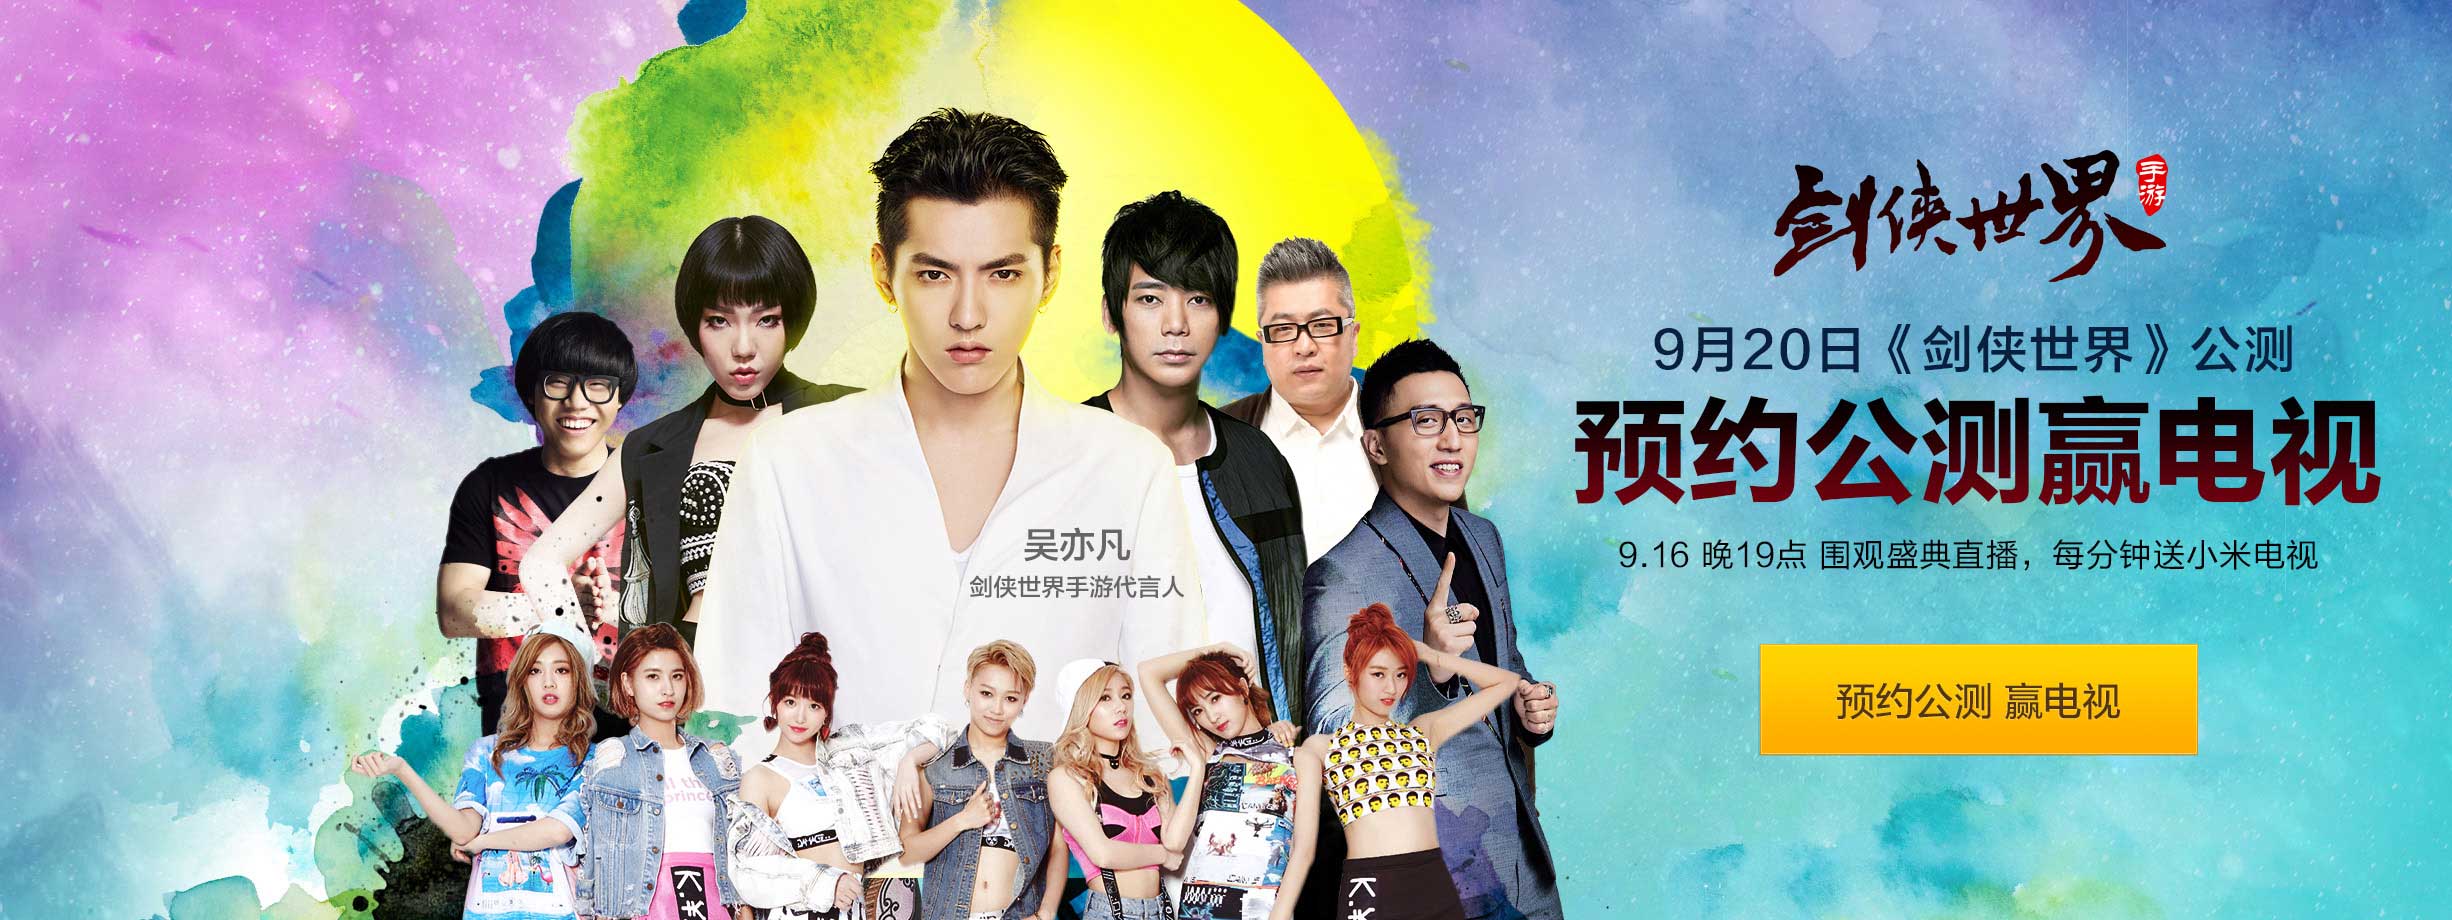 剑侠世界
手游
9月20日《剑侠世界》公测
预约公测赢电视
9.16 晚19点 围观盛典直播，每分钟送小米电视
预约公测 赢电视
吴亦凡
剑侠世界手游代言人